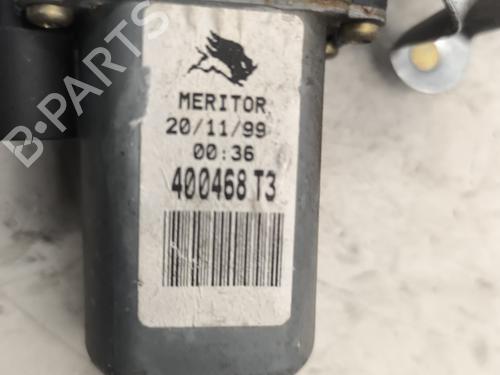 MERITOR
20/11/99
00:36
400468 T3
B-PARTS